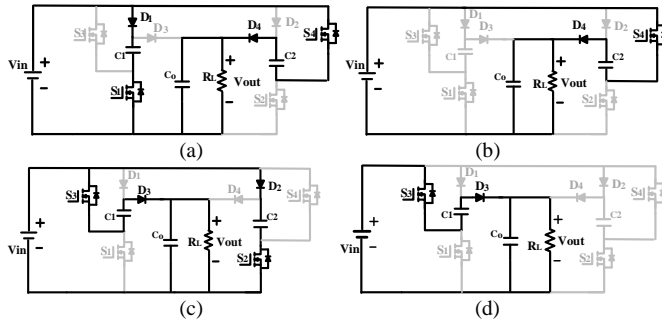 D1
D2
S3
S4
D3
D4
C1
C2
Vin
+
−
Co
RL
+
Vout
−
S1
S2
(a)
D1
D2
S3
S4
D3
D4
C1
C2
Vin
+
−
Co
RL
+
Vout
−
S1
S2
(b)
D1
D2
S3
S4
D3
D4
C1
C2
Vin
+
−
Co
RL
+
Vout
−
S1
S2
(c)
D1
D2
S3
S4
D3
D4
C1
C2
Vin
+
−
Co
RL
+
Vout
−
S1
S2
(d)